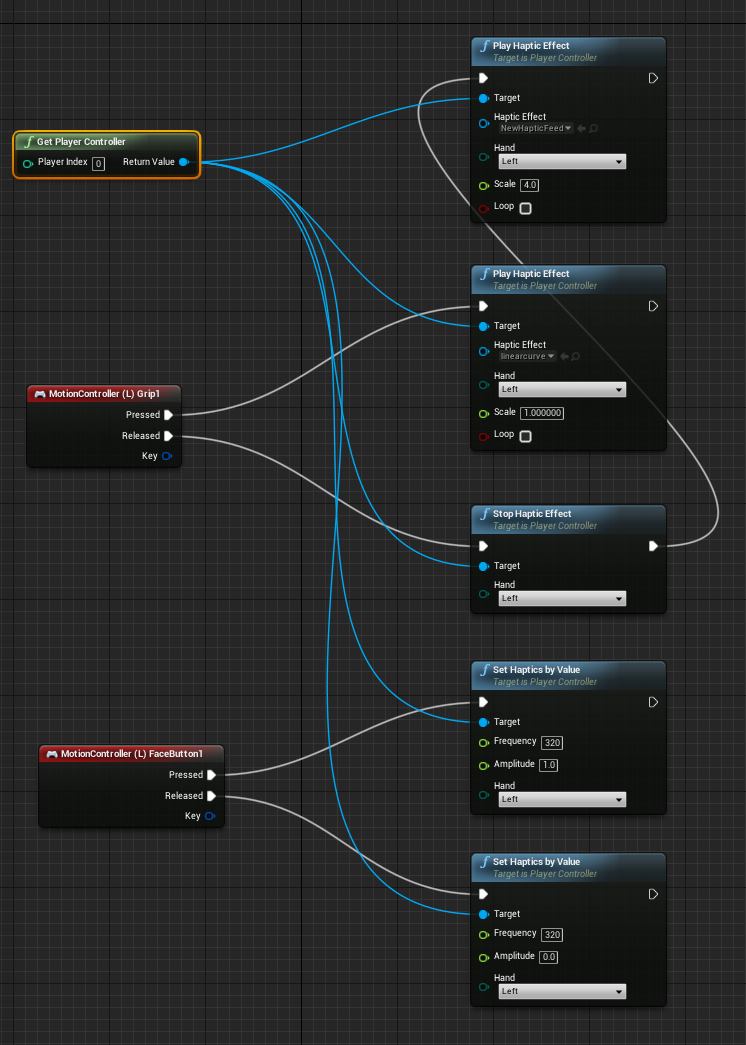 Play Haptic Effect
Target is Player Controller
Target
Haptic Effect
NewHapticFeed
Hand
Left
Scale 4.0
Loop
Get Player Controller
Player Index 0 Return Value
Play Haptic Effect
Target is Player Controller
Target
Haptic Effect
linearcurve
Hand
Left
Scale 1.000000
Loop
MotionController (L) Grip1
Pressed
Released
Key
Stop Haptic Effect
Target is Player Controller
Target
Hand
Left
Set Haptics by Value
Target is Player Controller
Target
Frequency 320
Amplitude 1.0
Hand
Left
MotionController (L) FaceButton1
Pressed
Released
Key
Set Haptics by Value
Target is Player Controller
Target
Frequency 320
Amplitude 0.0
Hand
Left